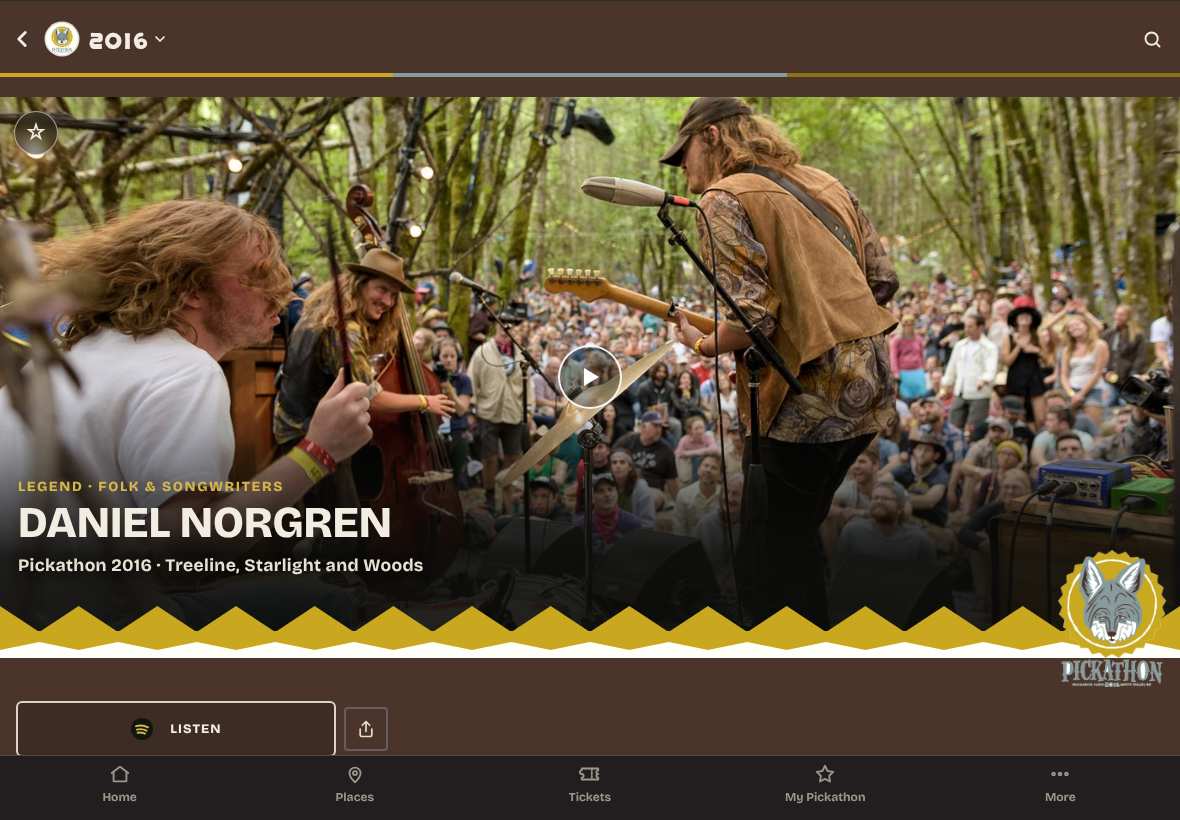 2016
LEGEND · FOLK & SONGWRITERS
DANIEL NORGREN
Pickathon 2016 · Treeline, Starlight and Woods
PICKATHON
LISTEN
Home
Places
Tickets
My Pickathon
More